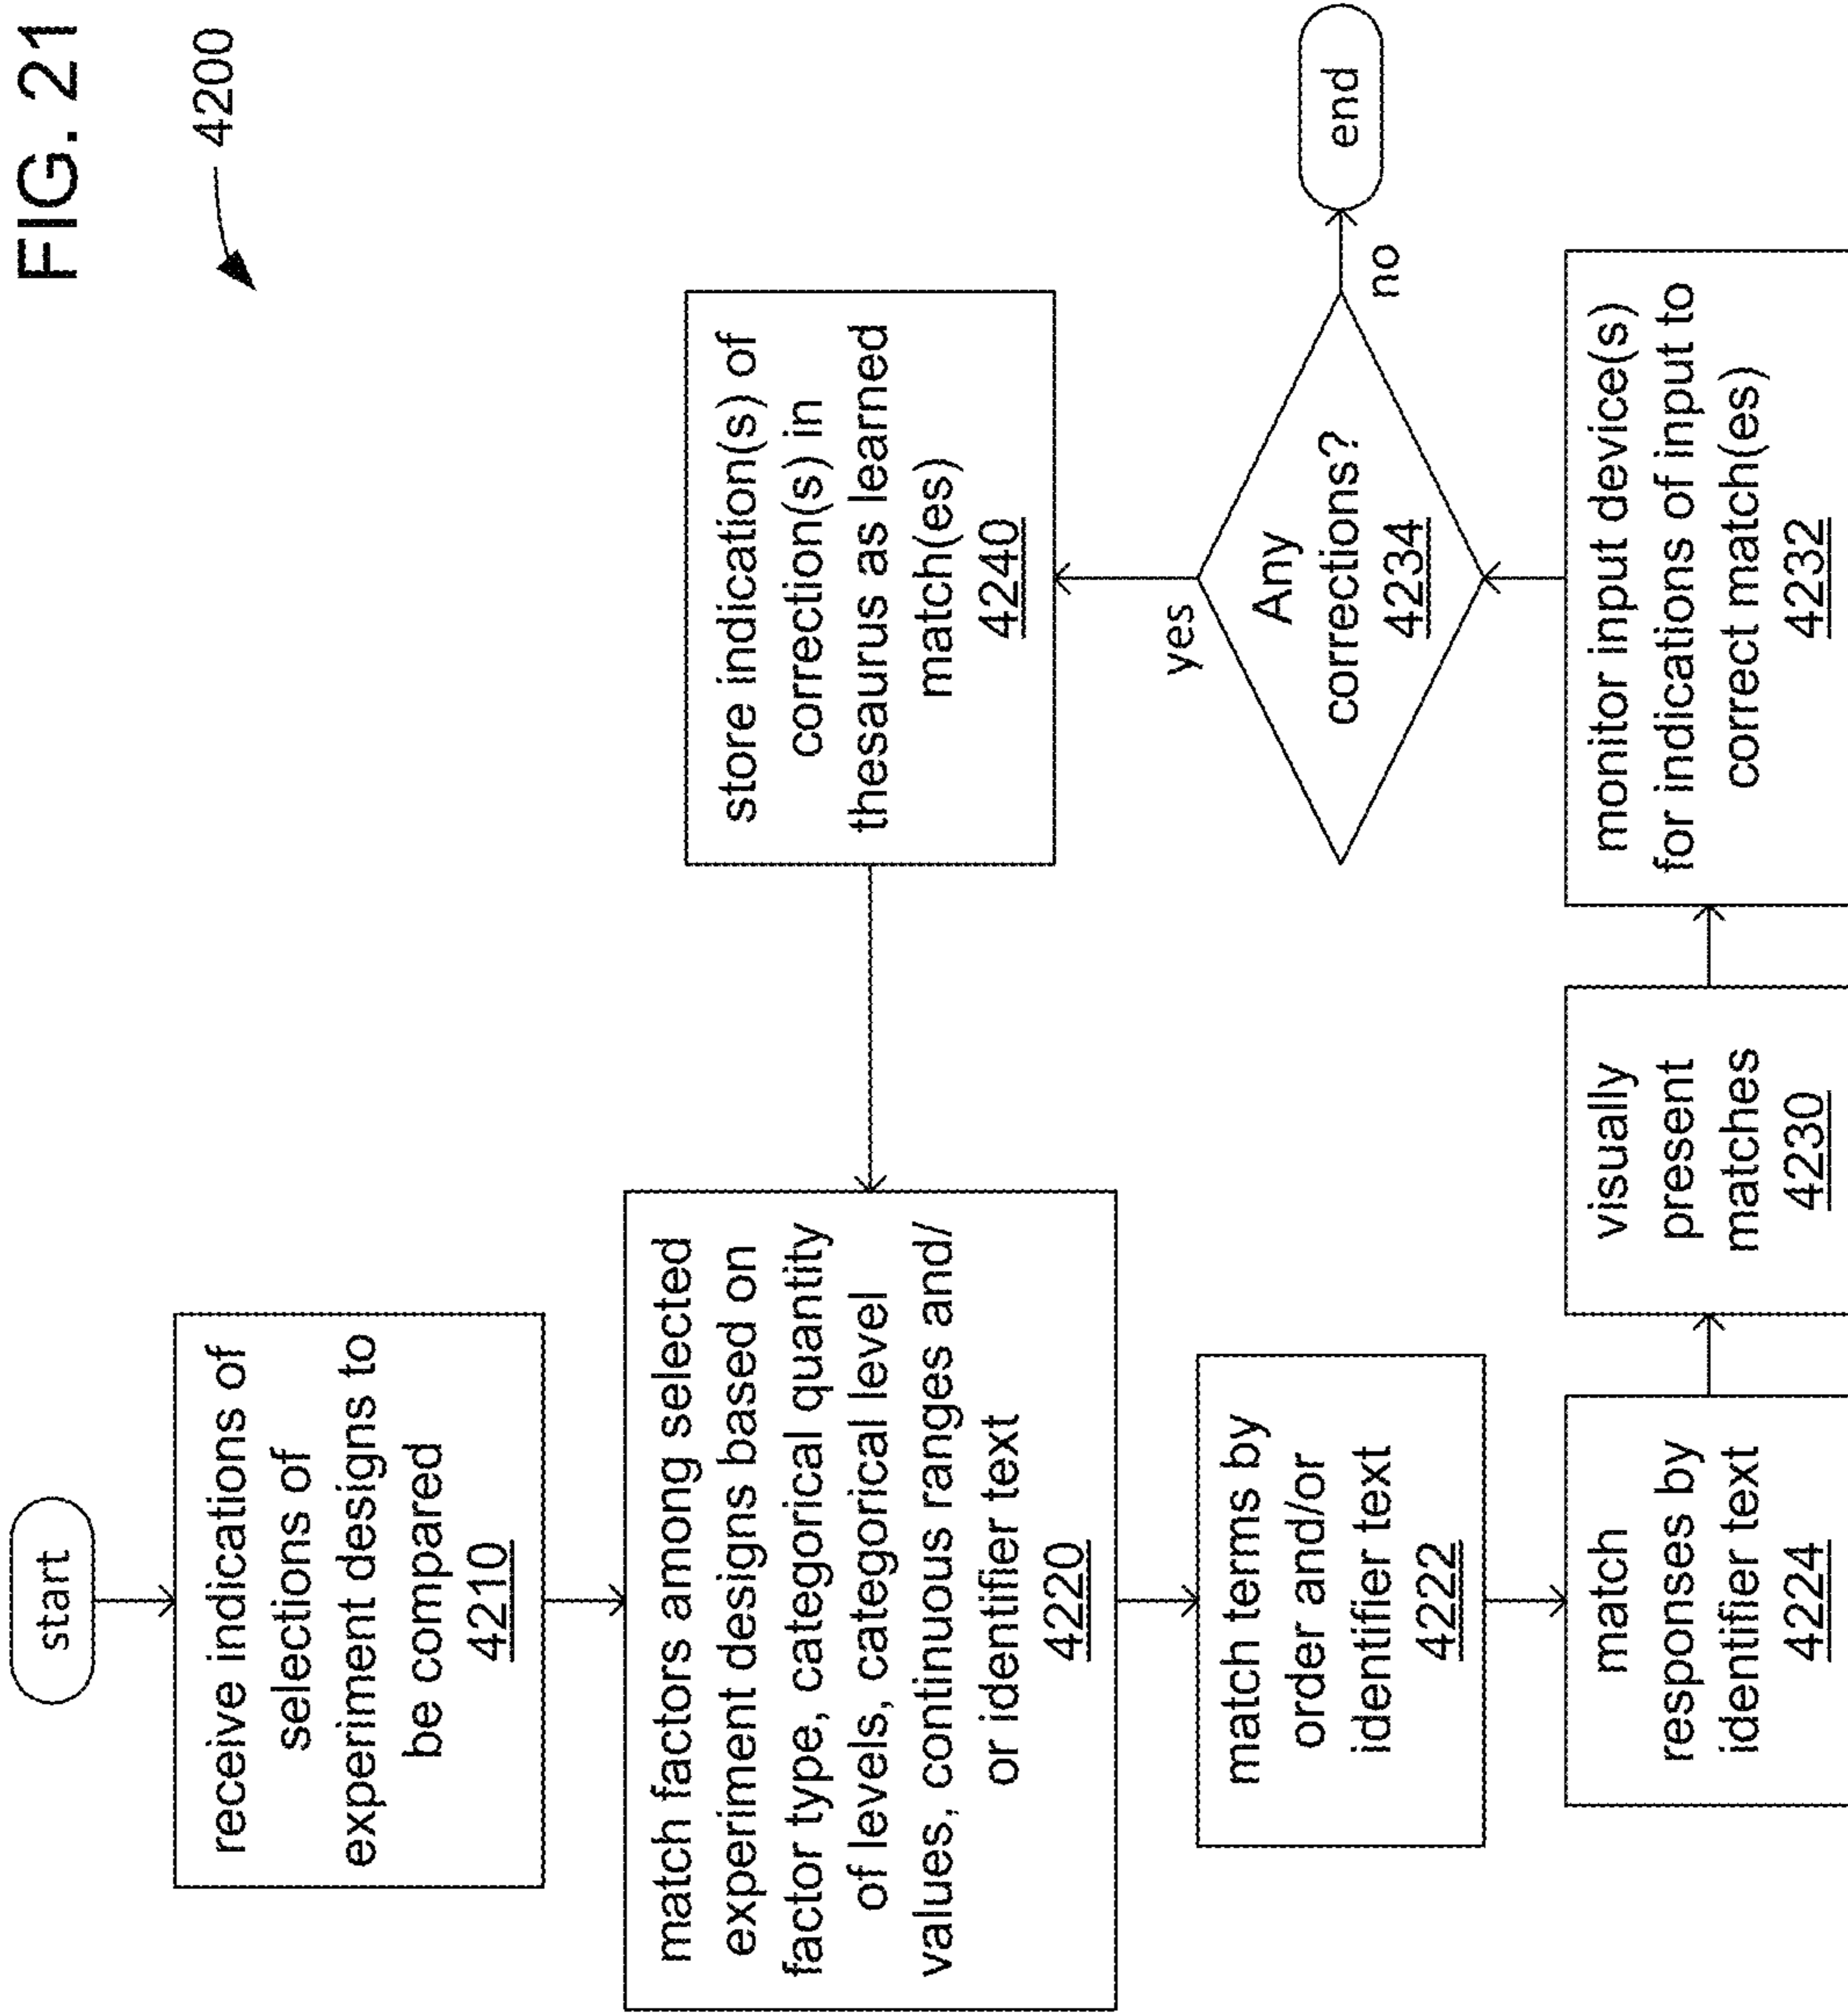 FIG. 21
4200
start
receive indications of
selections of
experiment designs to
be compared
4210
match factors among selected
experiment designs based on
factor type, categorical quantity
of levels, categorical level
values, continuous ranges and/
or identifier text
4220
match terms by
order and/or
identifier text
4222
match
responses by
identifier text
4224
visually
present
matches
4230
monitor input device(s)
for indications of input to
correct match(es)
4232
Any
corrections?
4234
yes
no
end
store indication(s) of
correction(s) in
thesaurus as learned
match(es)
4240